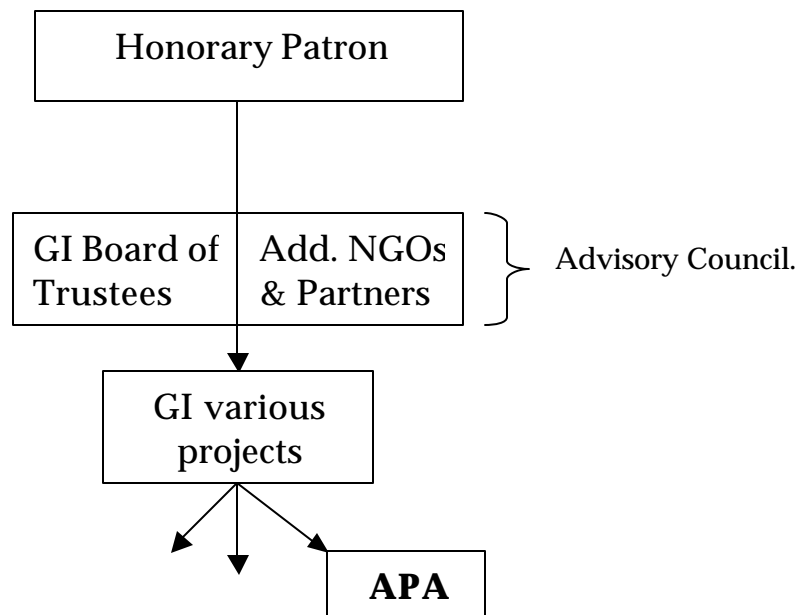 Honorary Patron
GI Board of
Trustees
Add. NGOs
& Partners
Advisory Council.
GI various
projects
APA